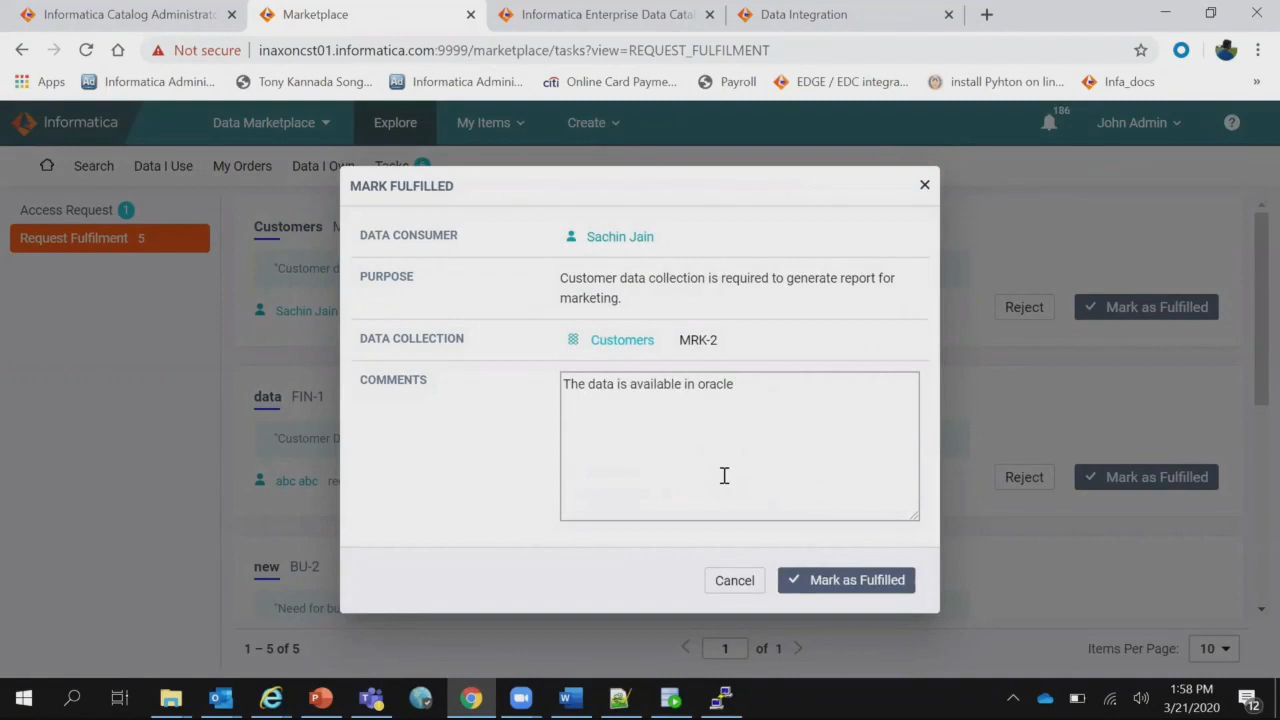 Informatica Catalog Administrato
Marketplace
Informatica Enterprise Data Cata
Data Integration
Not secure
inaxoncst01.informatica.com:9999/marketplace/tasks?view=REQUEST_FULFILMENT
Apps
Informatica Admini...
Tony Kannada Song...
Informatica Admini...
citi
Online Card Payme...
Payroll
EDGE / EDC integra...
install Pyhton on lin...
Infa_docs
»
Informatica
Data Marketplace
Explore
My Items
Create
186
John Admin
?
Search
Data I Use
My Orders
Data I Own
Tasks
Access Request 1
Request Fulfilment 5
Customers
"Customer d
Sachin Jain
Reject
Mark as Fulfilled
data FIN-1
"Customer D
abc abc
Reject
Mark as Fulfilled
new BU-2
"Need for bu
1 – 5 of 5
1 of 1
Items Per Page: 10
MARK FULFILLED
DATA CONSUMER
Sachin Jain
PURPOSE
Customer data collection is required to generate report for
marketing.
DATA COLLECTION
Customers MRK-2
COMMENTS
The data is available in oracle
Cancel
Mark as Fulfilled
1:58 PM
3/21/2020
12